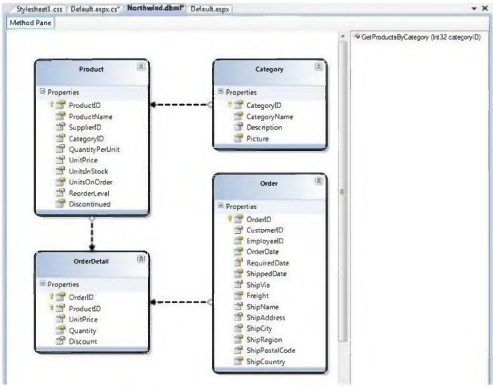 Stylesheet1.css Default.aspx.cs* Northwind.dbml* Default.aspx
Method Pane
GetProductsByCategory (Int32 categoryID)
Product
Properties
ProductID
ProductName
SupplierID
CategoryID
QuantityPerUnit
UnitPrice
UnitsInStock
UnitsOnOrder
ReorderLevel
Discontinued
Category
Properties
CategoryID
CategoryName
Description
Picture
OrderDetail
Properties
OrderID
ProductID
UnitPrice
Quantity
Discount
Order
Properties
OrderID
CustomerID
EmployeeID
OrderDate
RequiredDate
ShippedDate
ShipVia
Freight
ShipName
ShipAddress
ShipCity
ShipRegion
ShipPostalCode
ShipCountry